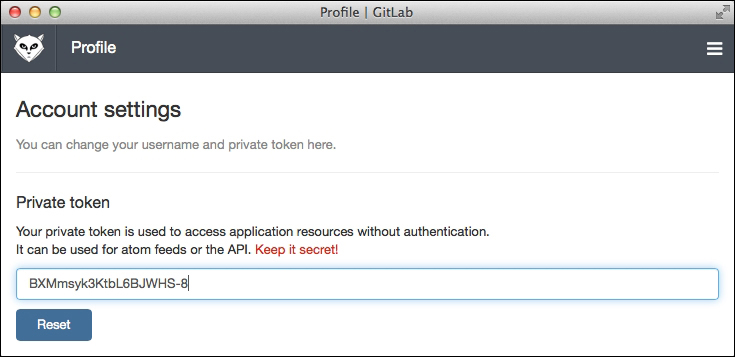 Profile | GitLab
Profile
Account settings
You can change your username and private token here.
Private token
Your private token is used to access application resources without authentication.
It can be used for atom feeds or the API. Keep it secret!
BXMmsyk3KtbL6BJWHS-8
Reset